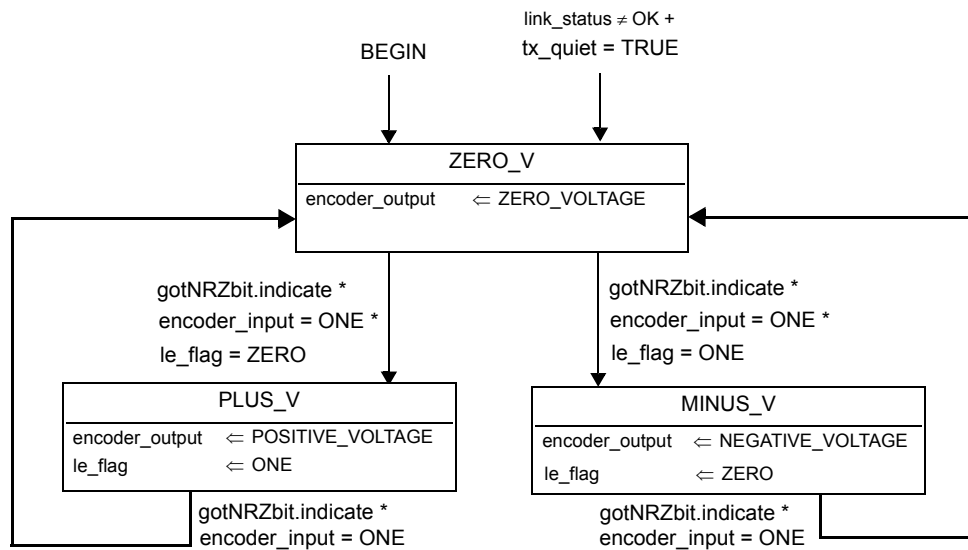 link_status ≠ OK +
BEGIN
tx_quiet = TRUE
ZERO_V
encoder_output ⇐ ZERO_VOLTAGE
gotNRZbit.indicate *
encoder_input = ONE *
le_flag = ZERO
gotNRZbit.indicate *
encoder_input = ONE *
le_flag = ONE
PLUS_V
encoder_output ⇐ POSITIVE_VOLTAGE
le_flag ⇐ ONE
MINUS_V
encoder_output ⇐ NEGATIVE_VOLTAGE
le_flag ⇐ ZERO
gotNRZbit.indicate *
encoder_input = ONE
gotNRZbit.indicate *
encoder_input = ONE